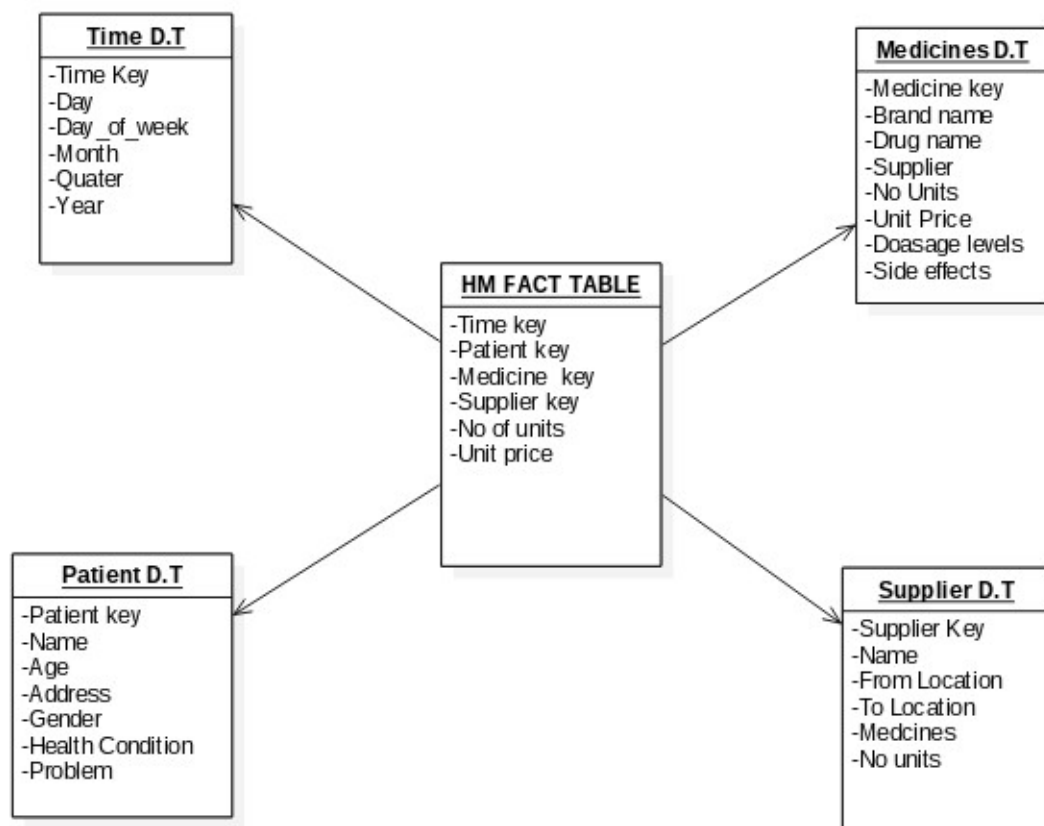 Time D.T
-Time Key
-Day
-Day_of_week
-Month
-Quater
-Year
Medicines D.T
-Medicine key
-Brand name
-Drug name
-Supplier
-No Units
-Unit Price
-Doasage levels
-Side effects
HM FACT TABLE
-Time key
-Patient key
-Medicine  key
-Supplier key
-No of units
-Unit price
Patient D.T
-Patient key
-Name
-Age
-Address
-Gender
-Health Condition
-Problem
Supplier D.T
-Supplier Key
-Name
-From Location
-To Location
-Medcines
-No units